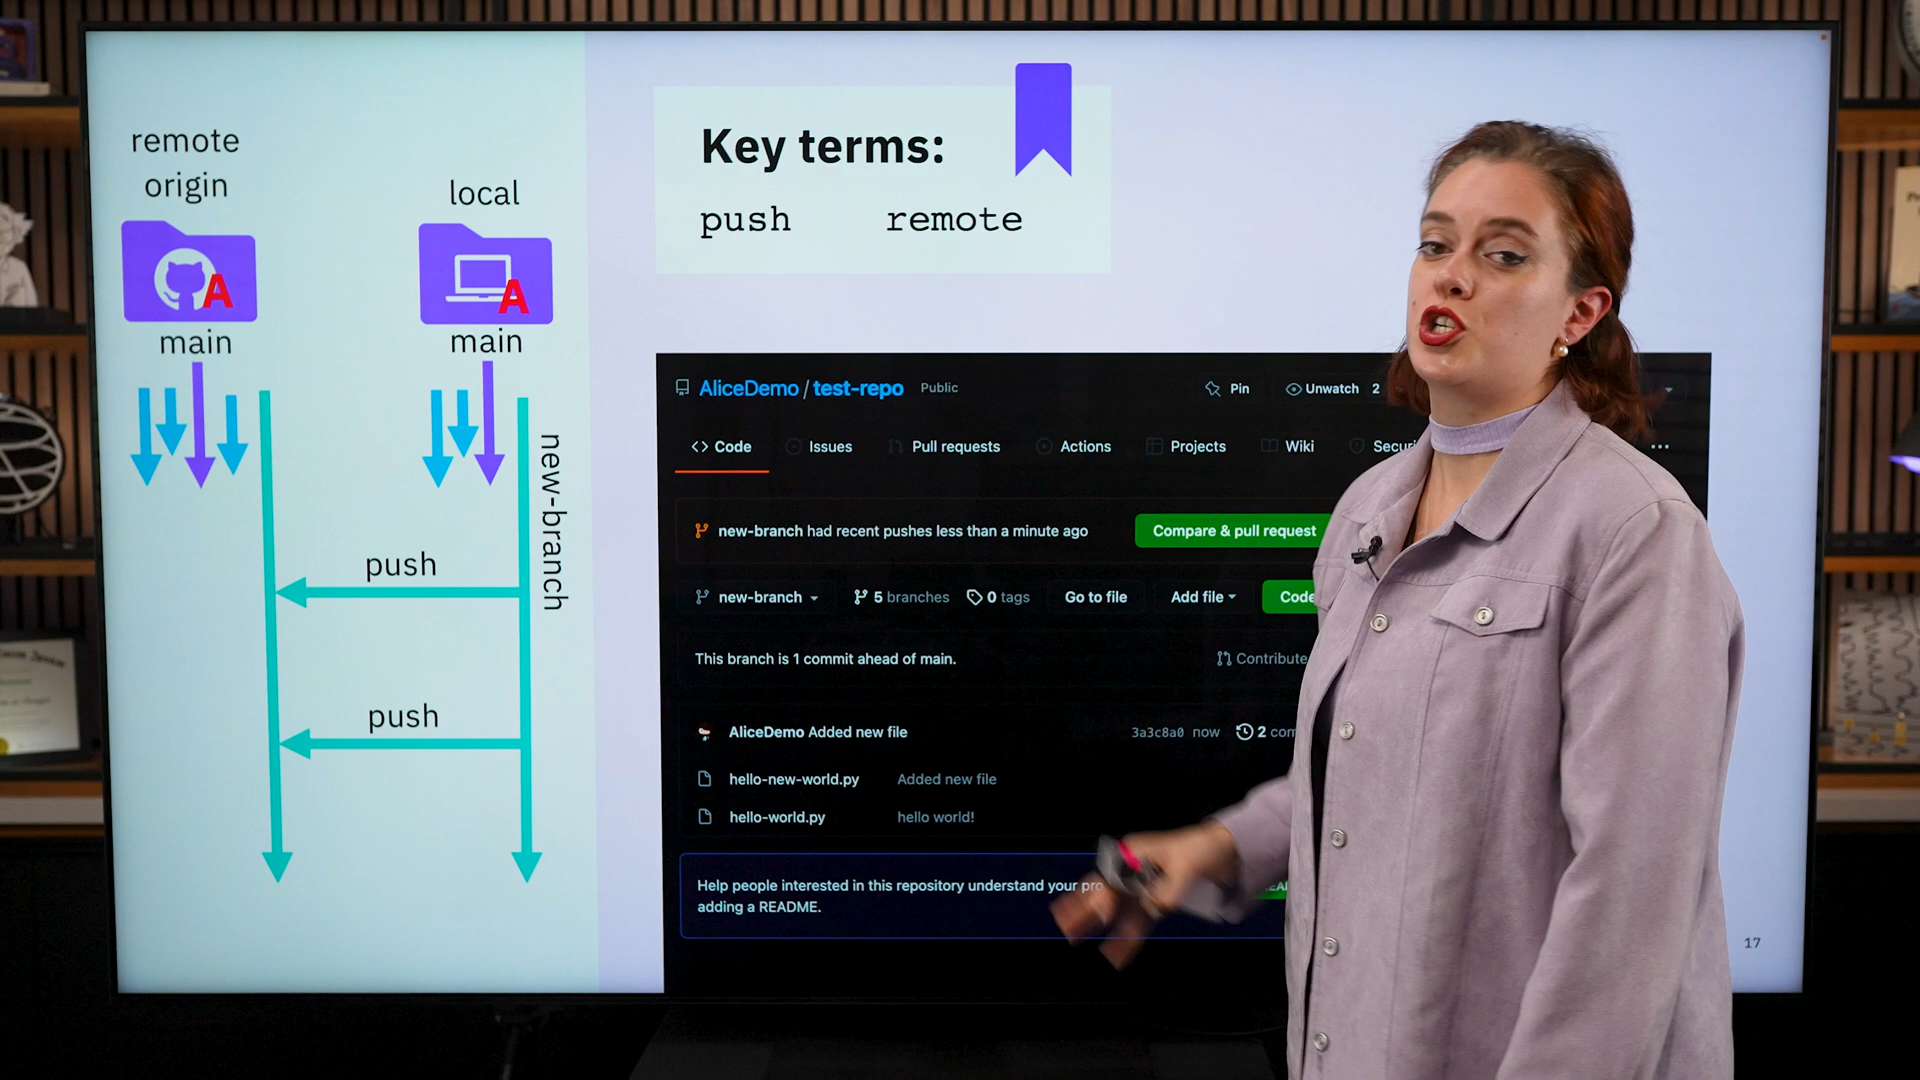 remote
origin
local
A
A
main
main
new-branch
push
push
Key terms:
push remote
AliceDemo / test-repo Public
Pin Unwatch 2
Code Issues Pull requests Actions Projects Wiki
new-branch had recent pushes less than a minute ago Compare & pull request
new-branch 5 branches 0 tags Go to file Add file Code
This branch is 1 commit ahead of main. Contribute
AliceDemo Added new file 3a3c8a0 now 2
hello-new-world.py Added new file
hello-world.py hello world!
Help people interested in this repository understand your
adding a README.
17